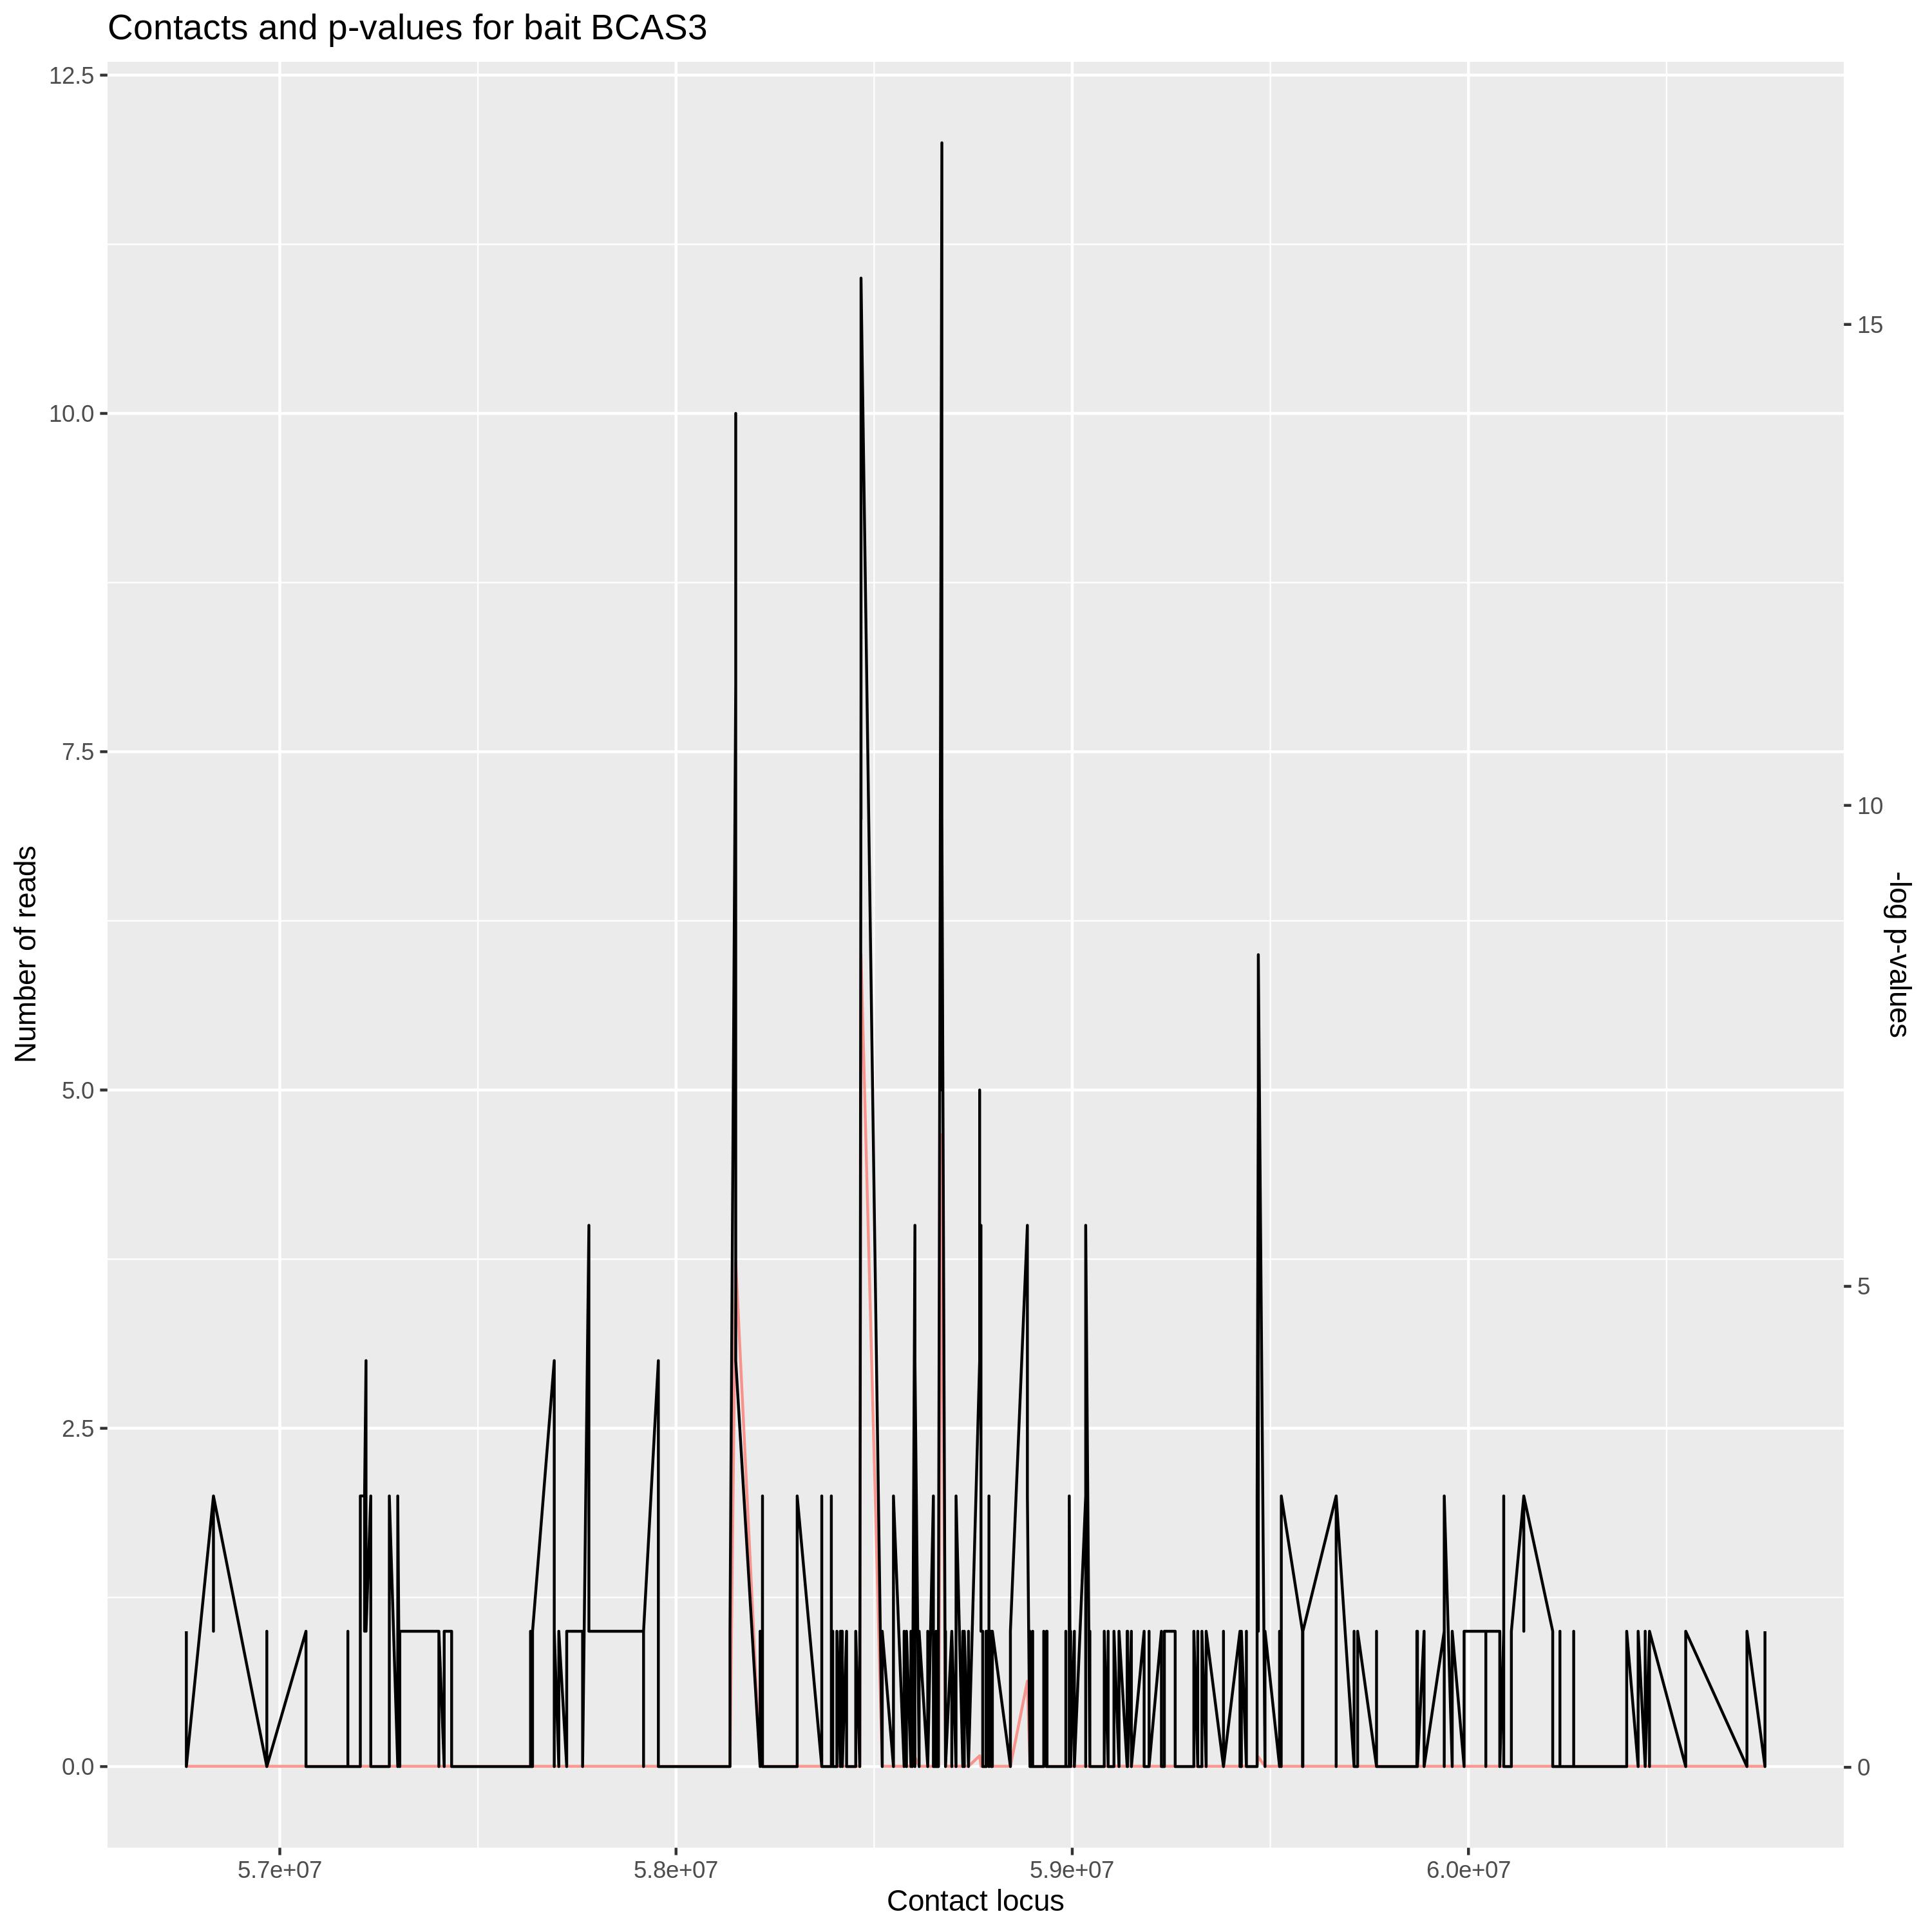 Contacts and p-values for bait BCAS3
12.5
10.0
7.5
5.0
2.5
0.0
Number of reads
15
10
5
0
-log p-values
5.7e+07
5.8e+07
5.9e+07
6.0e+07
Contact locus